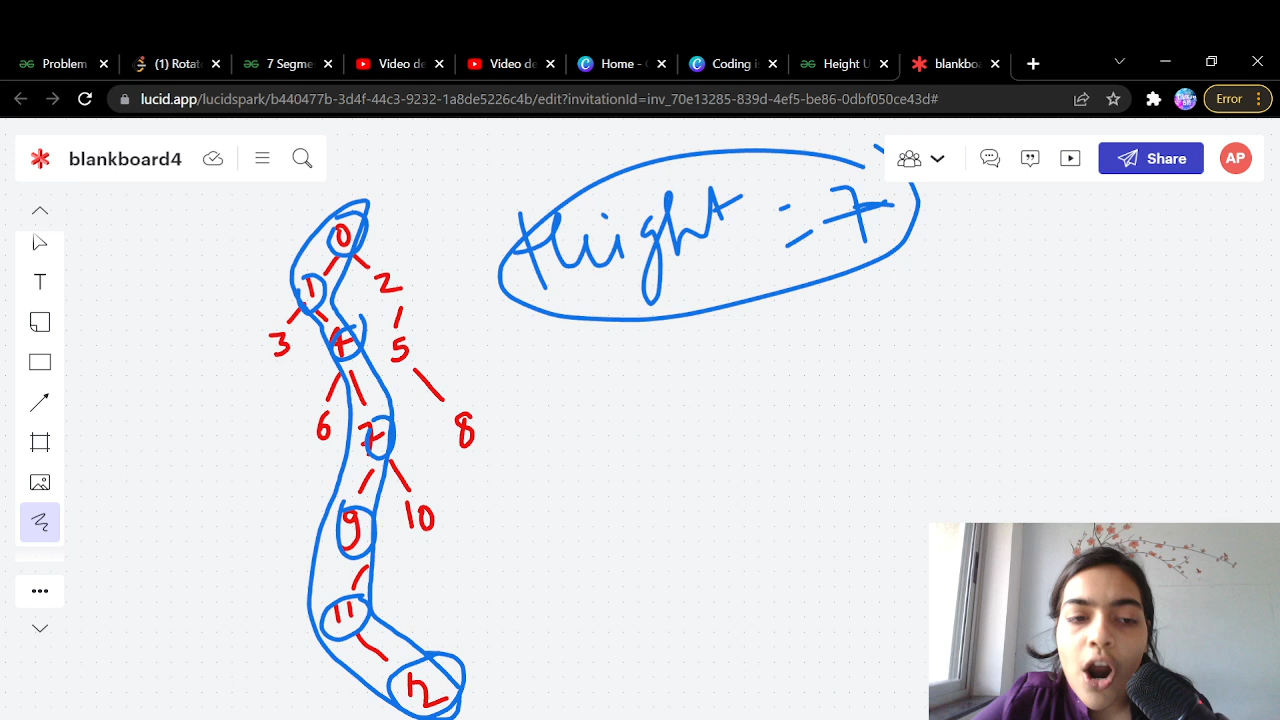 Problem
(1) Rotat
7 Segme
Video de
Video de
Home -
Coding is
Height U
blankboa
lucid.app/lucidspark/b440477b-3d4f-44c3-9232-1a8de5226c4b/edit?invitationId=inv_70e13285-839d-4ef5-be86-0dbf050ce43d#
Error
blankboard4
Share
AP
T
Height = 7
0
1 2
3 4 5
6 7 8
9 10
11
12